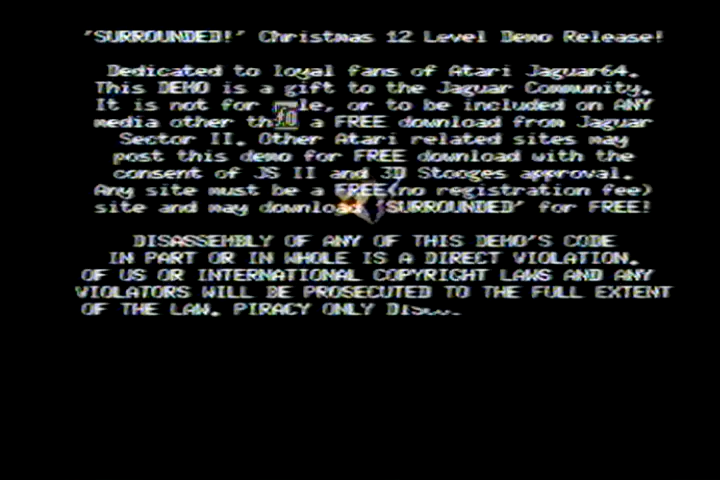 'SURROUNDED!' Christmas 12 Level Demo Release!
Dedicated to loyal fans of Atari Jaguar64.
This DEMO is a gift to the Jaguar Community.
It is not for le, or to be included on ANY
media other th a FREE download from Jaguar
Sector II. Other Atari related sites may
post this demo for FREE download with the
consent of JS II and 3D Stooges approval.
Any site must be a FREE(no registration fee)
site and may download 'SURROUNDED' for FREE!
DISASSEMBLY OF ANY OF THIS DEMO'S CODE
IN PART OR IN WHOLE IS A DIRECT VIOLATION.
OF US OR INTERNATIONAL COPYRIGHT LAWS AND ANY
VIOLATORS WILL BE PROSECUTED TO THE FULL EXTENT
OF THE LAW. PIRACY ONLY